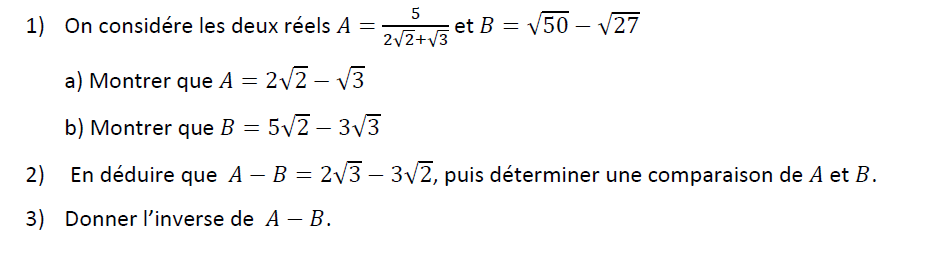 1) On considére les deux réels A = 5/(2√2+√3) et B = √50 − √27
a) Montrer que A = 2√2 − √3
b) Montrer que B = 5√2 − 3√3
2) En déduire que A − B = 2√3 − 3√2, puis déterminer une comparaison de A et B.
3) Donner l’inverse de A − B.